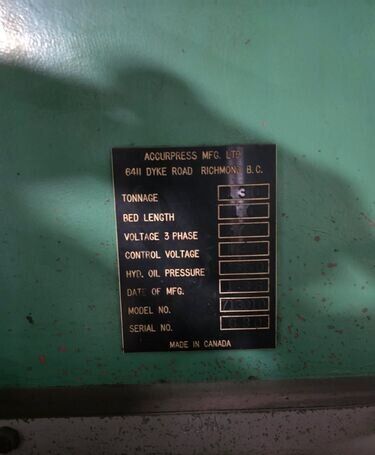 ACCURPRESS MFG. LTD.
6411 DYKE ROAD RICHMOND B.C.
TONNAGE
BED LENGTH
VOLTAGE 3 PHASE
CONTROL VOLTAGE
HYD. OIL PRESSURE
DATE OF MFG.
MODEL NO.
SERIAL NO.
MADE IN CANADA